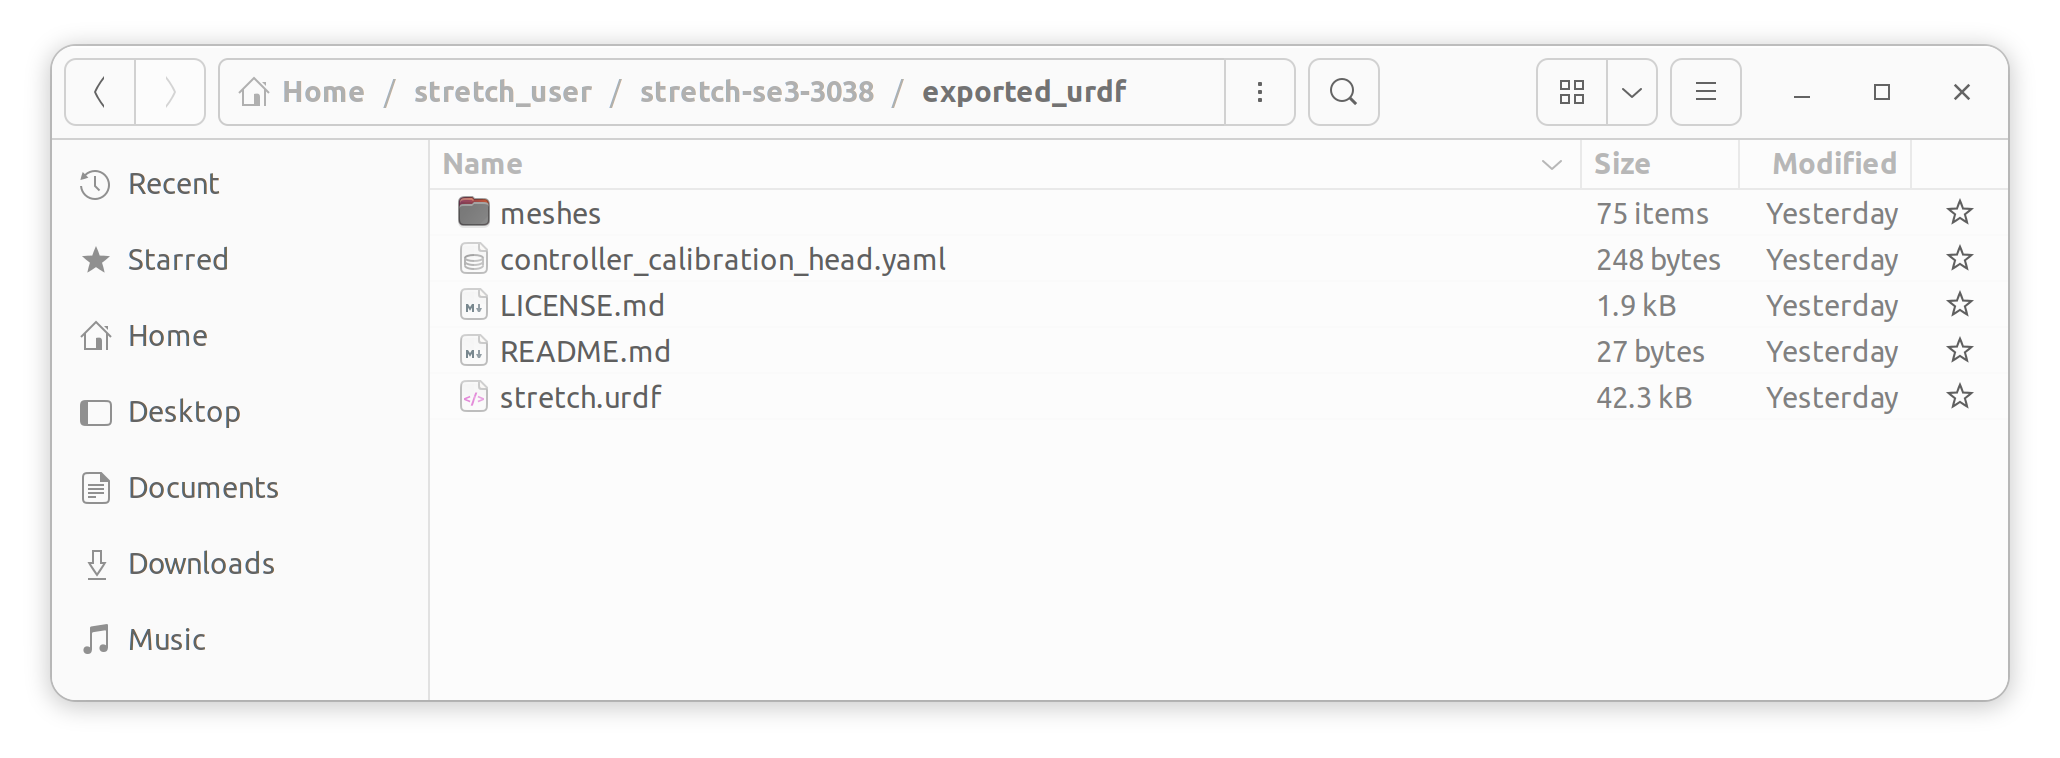 Home / stretch_user / stretch-se3-3038 / exported_urdf
Name Size Modified
Recent
Starred
Home
Desktop
Documents
Downloads
Music
meshes 75 items Yesterday
controller_calibration_head.yaml 248 bytes Yesterday
LICENSE.md 1.9 kB Yesterday
README.md 27 bytes Yesterday
stretch.urdf 42.3 kB Yesterday